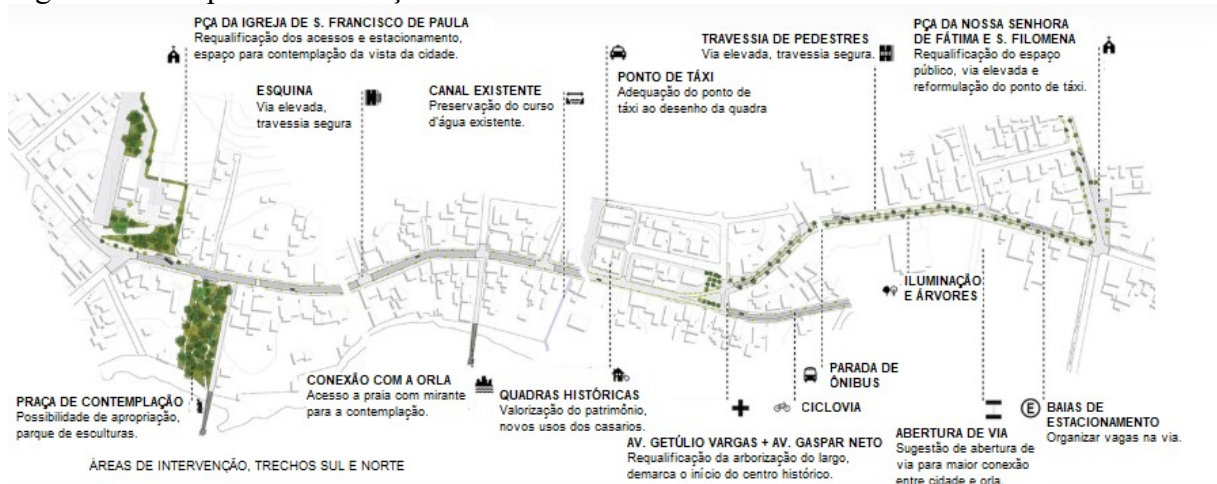 PÇA DA IGREJA DE S. FRANCISCO DE PAULA
Requalificação dos acessos e estacionamento,
espaço para contemplação da vista da cidade.
ESQUINA
Via elevada,
travessia segura
CANAL EXISTENTE
Preservação do curso
d'água existente.
TRAVESSIA DE PEDESTRES
Via elevada, travessia segura.
PONTO DE TÁXI
Adequação do ponto de
táxi ao desenho da quadra
PÇA DA NOSSA SENHORA
DE FÁTIMA E S. FILOMENA
Requalificação do espaço
público, via elevada e
reformulação do ponto de táxi.
PRAÇA DE CONTEMPLAÇÃO
Possibilidade de apropriação,
parque de esculturas.
CONEXÃO COM A ORLA
Acesso a praia com mirante
para a contemplação.
QUADRAS HISTÓRICAS
Valorização do patrimônio,
novos usos dos casarios.
AV. GETÚLIO VARGAS + AV. GASPAR NETO
Requalificação da arborização do largo,
demarca o início do centro histórico.
CICLOVIA
PARADA DE
ÔNIBUS
ILUMINAÇÃO
E ÁRVORES
ABERTURA DE VIA
Sugestão de abertura de
via para maior conexão
entre cidade e orla.
E
BAIAS DE
ESTACIONAMENTO
Organizar vagas na via.
ÁREAS DE INTERVENÇÃO, TRECHOS SUL E NORTE